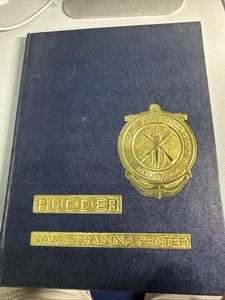 RUDDER
NAVAL TRAINING CENTER